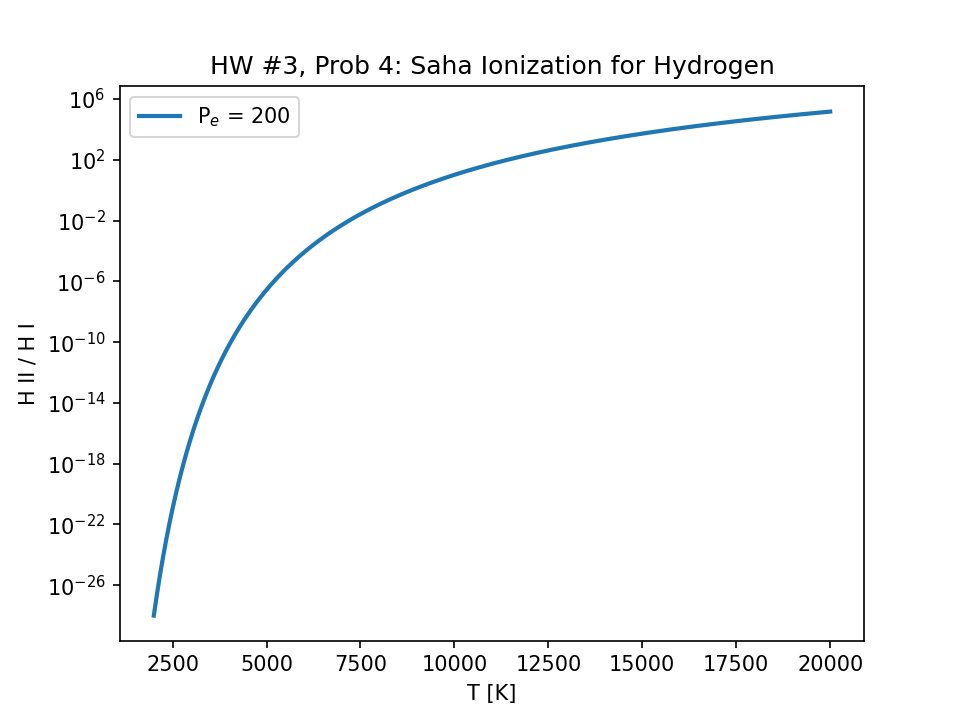 HW #3, Prob 4: Saha Ionization for Hydrogen
P_e = 200
10^6
10^2
10^−2
10^−6
10^−10
10^−14
10^−18
10^−22
10^−26
H II / H I
2500 5000 7500 10000 12500 15000 17500 20000
T [K]